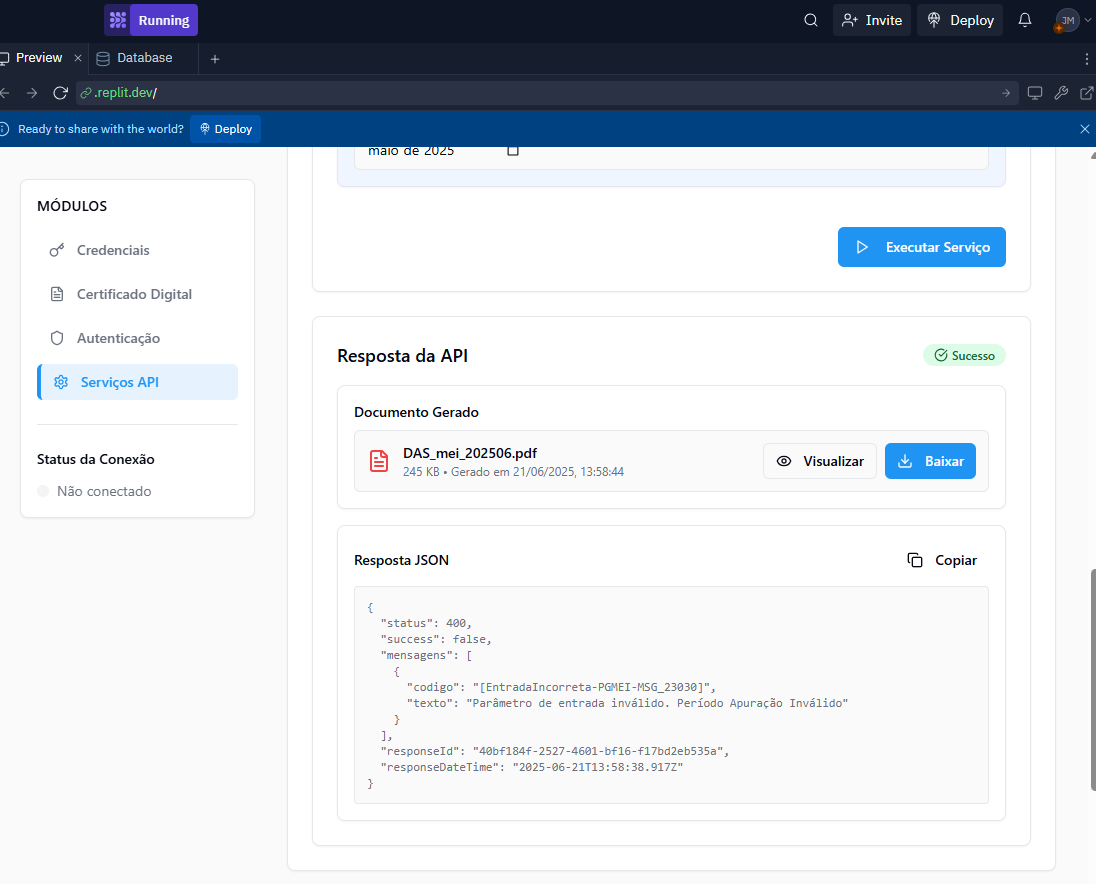 Running
Invite
Deploy
JM
Preview
Database
.replit.dev/
Ready to share with the world?
Deploy
maio de 2025
MÓDULOS
Credenciais
Certificado Digital
Autenticação
Serviços API
Status da Conexão
Não conectado
Executar Serviço
Resposta da API
Sucesso
Documento Gerado
DAS_mei_202506.pdf
245 KB • Gerado em 21/06/2025, 13:58:44
Visualizar
Baixar
Resposta JSON
Copiar
{
"status": 400,
"success": false,
"mensagens": [
{
"codigo": "[EntradaIncorreta-PGMEI-MSG_23030]",
"texto": "Parâmetro de entrada inválido. Período Apuração Inválido"
}
],
"responseId": "40bf184f-2527-4601-bf16-f17bd2eb535a",
"responseDateTime": "2025-06-21T13:58:38.917Z"
}